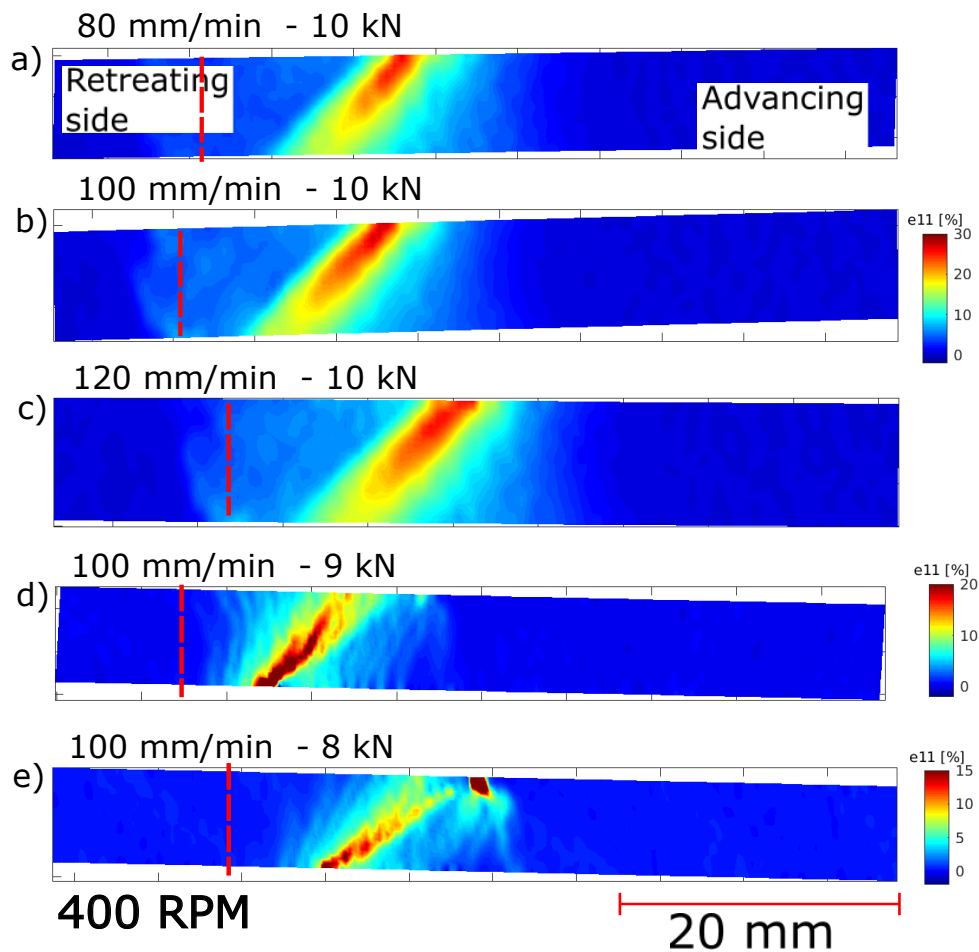 80 mm/min - 10 kN
a)
Retreating
side
Advancing
side
100 mm/min - 10 kN
b)
e11 [%]
30
20
10
0
120 mm/min - 10 kN
c)
100 mm/min - 9 kN
d)
e11 [%]
20
10
0
100 mm/min - 8 kN
e)
e11 [%]
15
10
5
0
400 RPM
20 mm